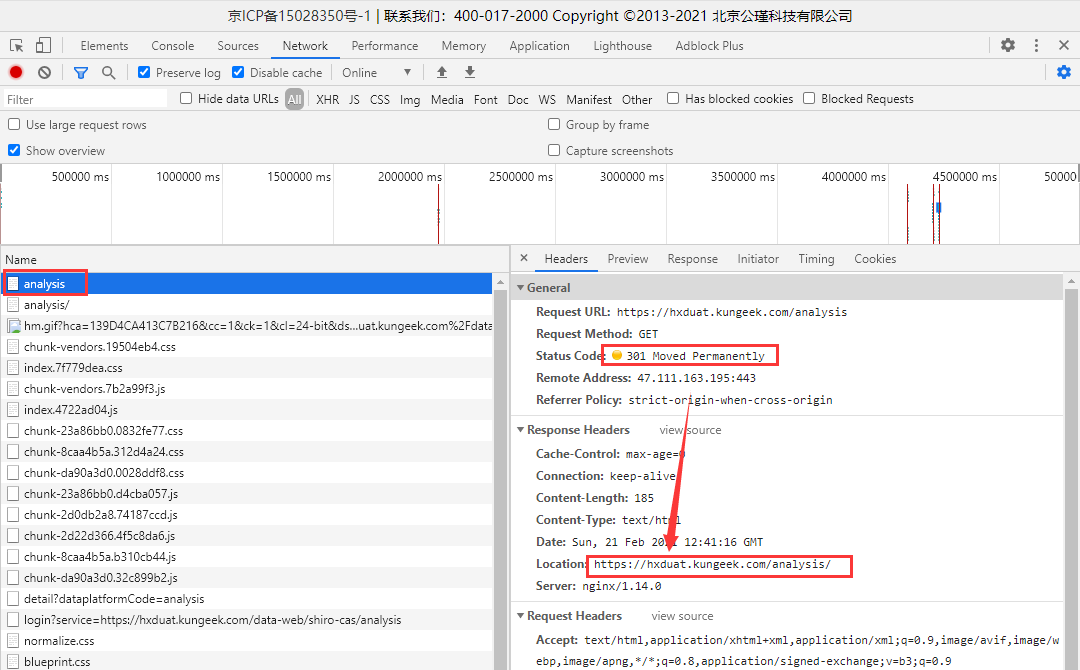 京ICP备15028350号-1 | 联系我们：400-017-2000 Copyright ©2013-2021 北京公瑾科技有限公司
Elements Console Sources Network Performance Memory Application Lighthouse Adblock Plus
Preserve log Disable cache Online
Filter Hide data URLs All XHR JS CSS Img Media Font Doc WS Manifest Other Has blocked cookies Blocked Requests
Use large request rows Group by frame
Show overview Capture screenshots
500000 ms 1000000 ms 1500000 ms 2000000 ms 2500000 ms 3000000 ms 3500000 ms 4000000 ms 4500000 ms 50000
Name
analysis
analysis/
hm.gif?hca=139D4CA413C7B216&cc=1&ck=1&cl=24-bit&ds...uat.kungeek.com%2Fdata
chunk-vendors.19504eb4.css
index.7f779dea.css
chunk-vendors.7b2a99f3.js
index.4722ad04.js
chunk-23a86bb0.0832fe77.css
chunk-8caa4b5a.312d4a24.css
chunk-da90a3d0.0028ddf8.css
chunk-23a86bb0.d4cba057.js
chunk-2d0db2a8.74187ccd.js
chunk-2d22d366.4f5c8da6.js
chunk-8caa4b5a.b310cb44.js
chunk-da90a3d0.32c899b2.js
detail?dataplatformCode=analysis
login?service=https://hxduat.kungeek.com/data-web/shiro-cas/analysis
normalize.css
blueprint.css
Headers Preview Response Initiator Timing Cookies
General
Request URL: https://hxduat.kungeek.com/analysis
Request Method: GET
Status Code: 301 Moved Permanently
Remote Address: 47.111.163.195:443
Referrer Policy: strict-origin-when-cross-origin
Response Headers view source
Cache-Control: max-age=0
Connection: keep-alive
Content-Length: 185
Content-Type: text/html
Date: Sun, 21 Feb 2021 12:41:16 GMT
Location: https://hxduat.kungeek.com/analysis/
Server: nginx/1.14.0
Request Headers view source
Accept: text/html,application/xhtml+xml,application/xml;q=0.9,image/avif,image/w
ebp,image/apng,*/*;q=0.8,application/signed-exchange;v=b3;q=0.9